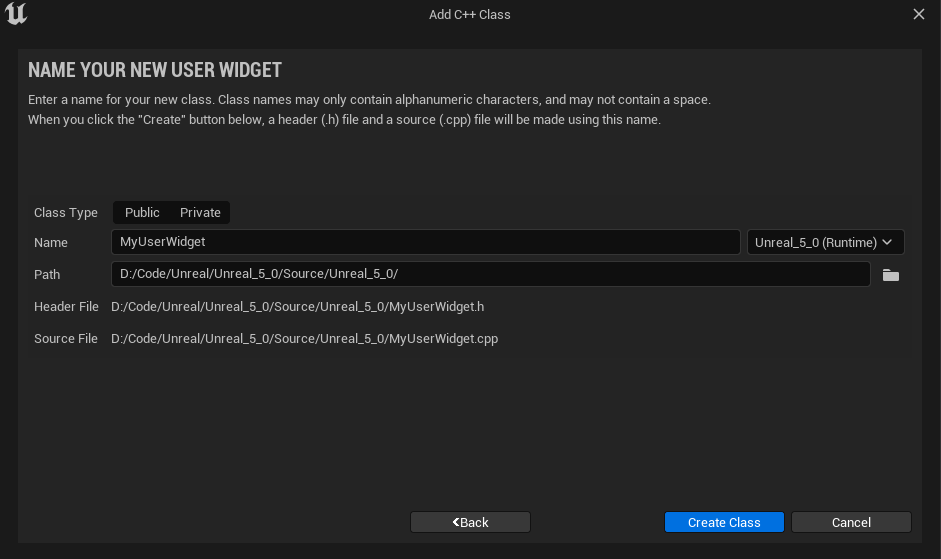 Add C++ Class
NAME YOUR NEW USER WIDGET
Enter a name for your new class. Class names may only contain alphanumeric characters, and may not contain a space.
When you click the "Create" button below, a header (.h) file and a source (.cpp) file will be made using this name.
Class Type Public Private
Name MyUserWidget Unreal_5_0 (Runtime)
Path D:/Code/Unreal/Unreal_5_0/Source/Unreal_5_0/
Header File D:/Code/Unreal/Unreal_5_0/Source/Unreal_5_0/MyUserWidget.h
Source File D:/Code/Unreal/Unreal_5_0/Source/Unreal_5_0/MyUserWidget.cpp
Back Create Class Cancel